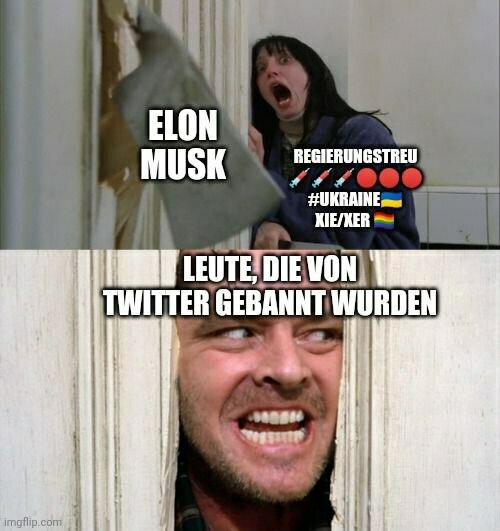 ELON
MUSK
REGIERUNGSTREU
💉💉💉🔴🔴🔴
#UKRAINE🇺🇦
XIE/XER 🏳️‍🌈
LEUTE, DIE VON
TWITTER GEBANNT WURDEN
imgflip.com